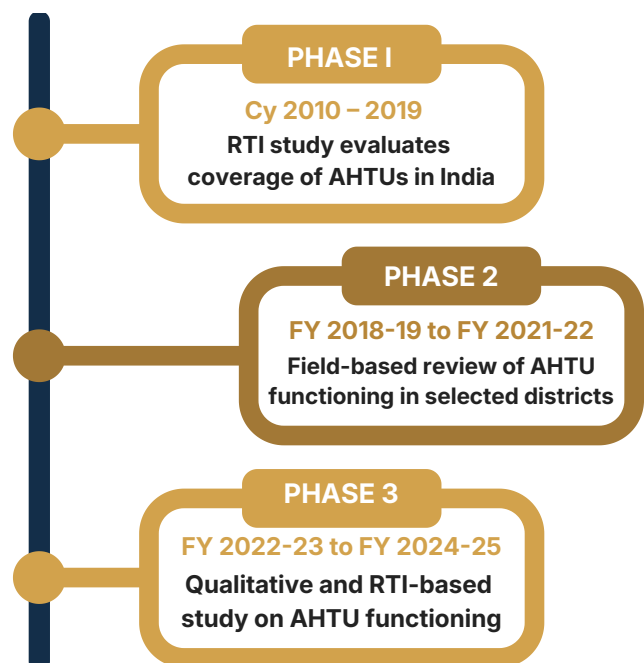 PHASE I
Cy 2010 – 2019
RTI study evaluates
coverage of AHTUs in India
PHASE 2
FY 2018-19 to FY 2021-22
Field-based review of AHTU
functioning in selected districts
PHASE 3
FY 2022-23 to FY 2024-25
Qualitative and RTI-based
study on AHTU functioning